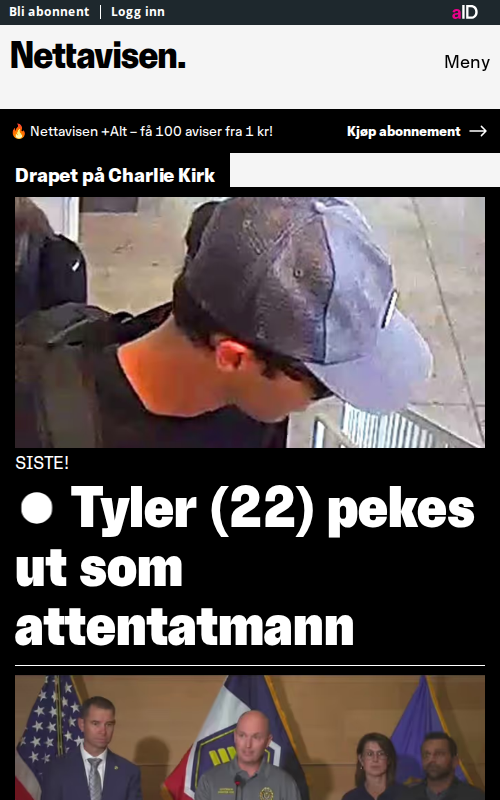 Bli abonnent | Logg inn
aID
Nettavisen.
Meny
🔥 Nettavisen +Alt – få 100 aviser fra 1 kr!
Kjøp abonnement →
Drapet på Charlie Kirk
SISTE!
● Tyler (22) pekes
ut som
attentatmann